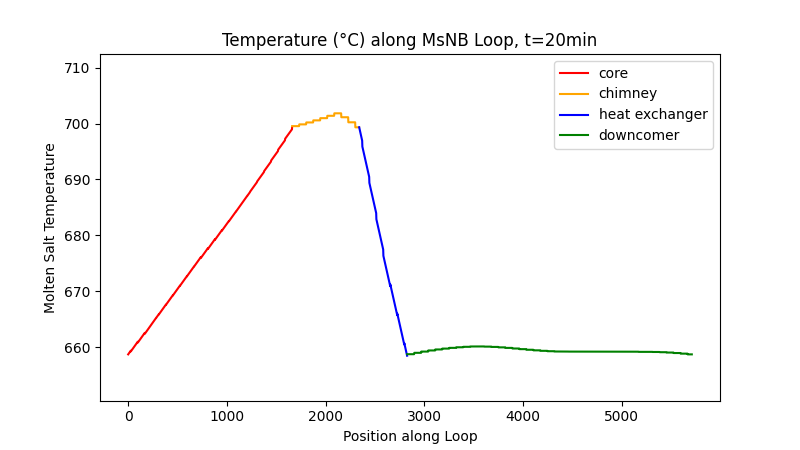 Temperature (°C) along MsNB Loop, t=20min
core
chimney
heat exchanger
downcomer
Molten Salt Temperature
710
700
690
680
670
660
0 1000 2000 3000 4000 5000
Position along Loop